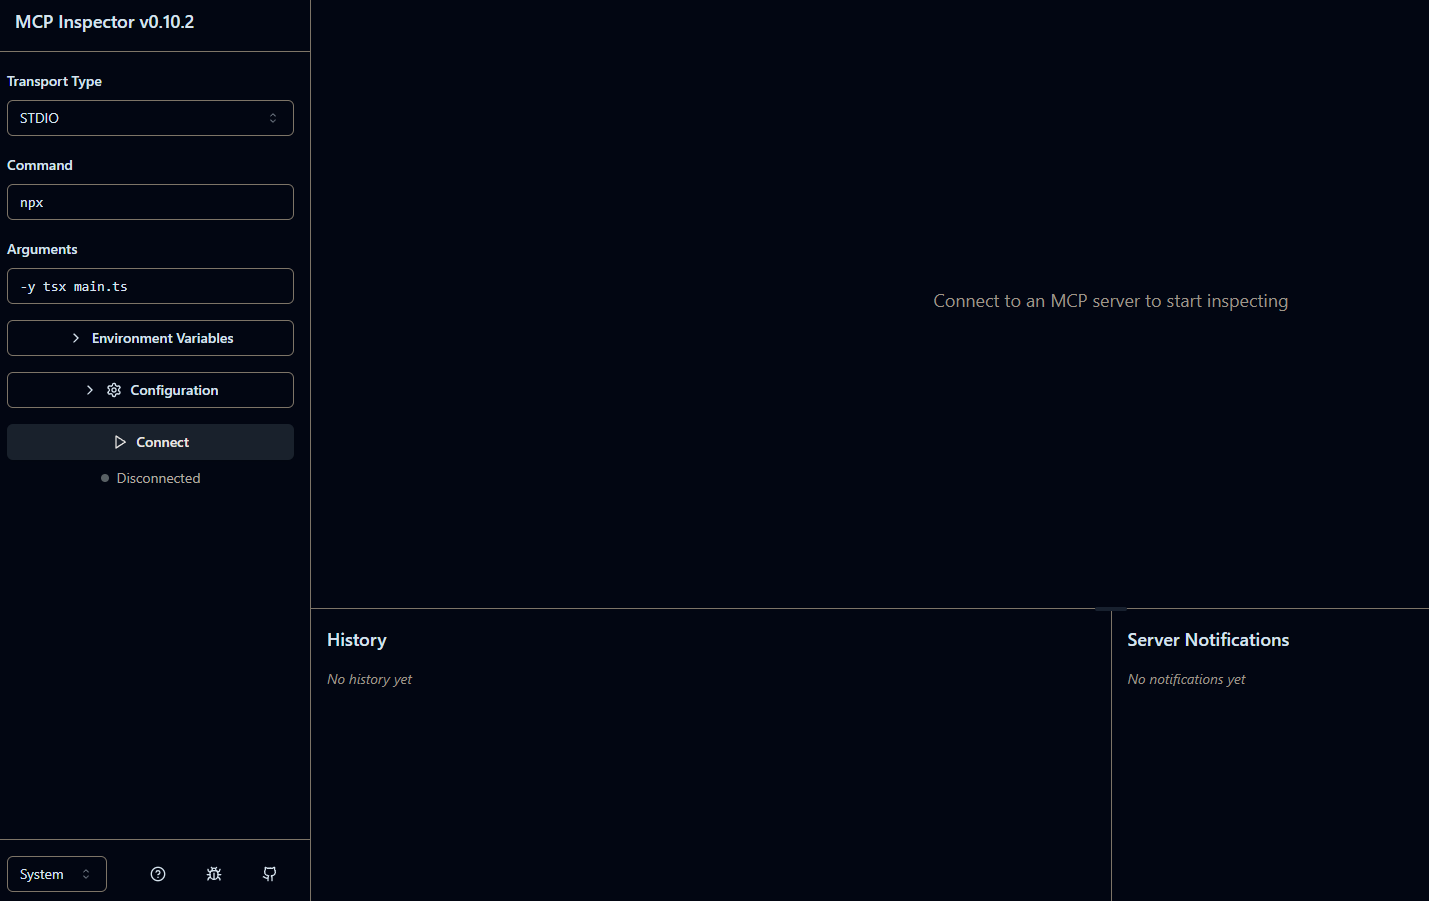 MCP Inspector v0.10.2
Transport Type
STDIO
Command
npx
Arguments
-y tsx main.ts
Environment Variables
Configuration
Connect
Disconnected
System
Connect to an MCP server to start inspecting
History
No history yet
Server Notifications
No notifications yet